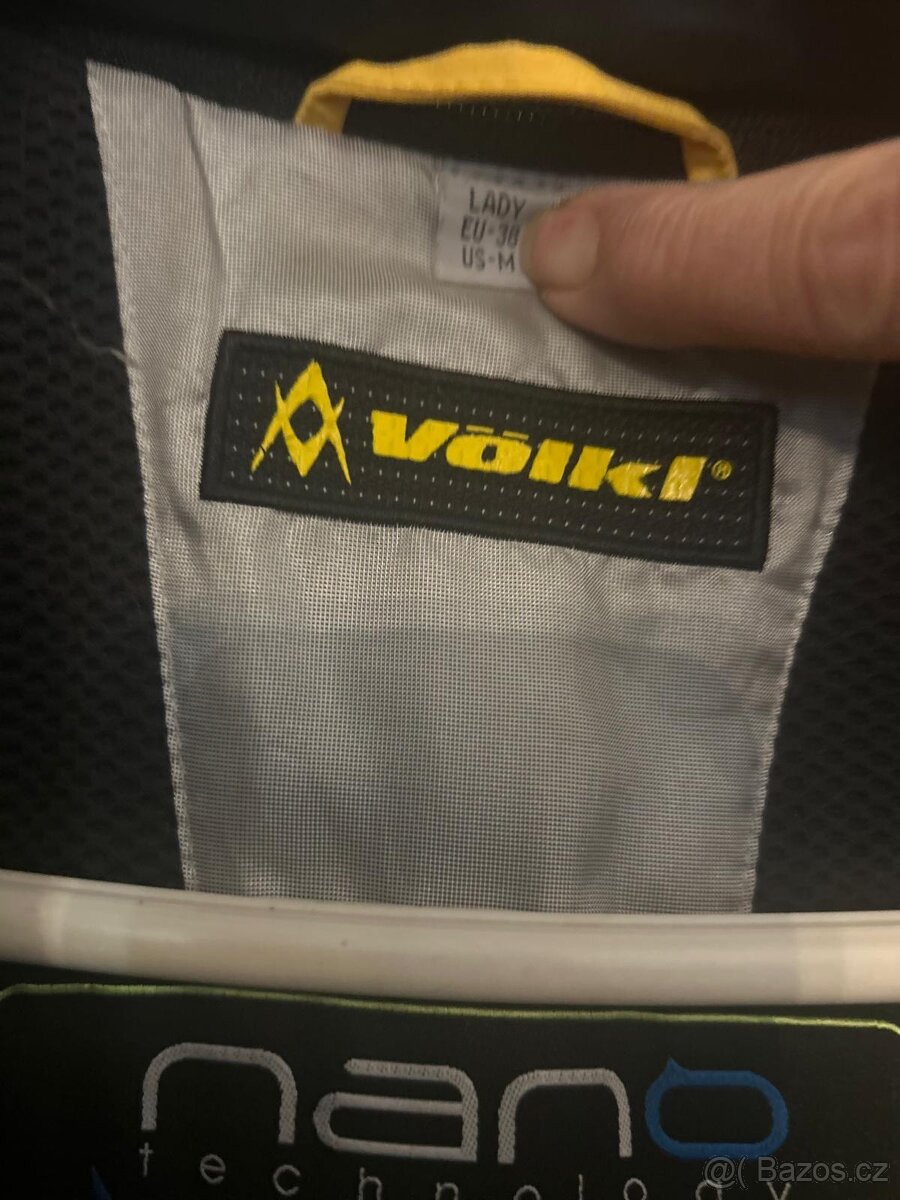 LADY
EU-38
US-M
völkl®
nano
technology
@( Bazos.cz